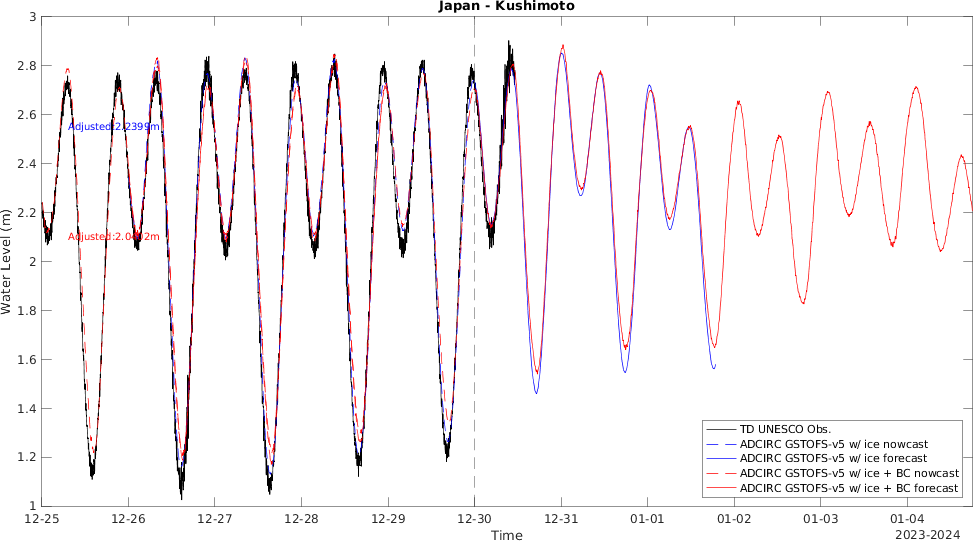 Japan - Kushimoto
3
2.8
2.6
2.4
2.2
2
1.8
1.6
1.4
1.2
1
Water Level (m)
Adjusted:2.2399m
TD UNESCO Obs.
ADCIRC GSTOFS-v5 w/ ice nowcast
ADCIRC GSTOFS-v5 w/ ice forecast
ADCIRC GSTOFS-v5 w/ ice + BC nowcast
ADCIRC GSTOFS-v5 w/ ice + BC forecast
12-25
12-26
12-27
12-28
12-29
12-30
12-31
01-01
01-02
01-03
01-04
Time
2023-2024